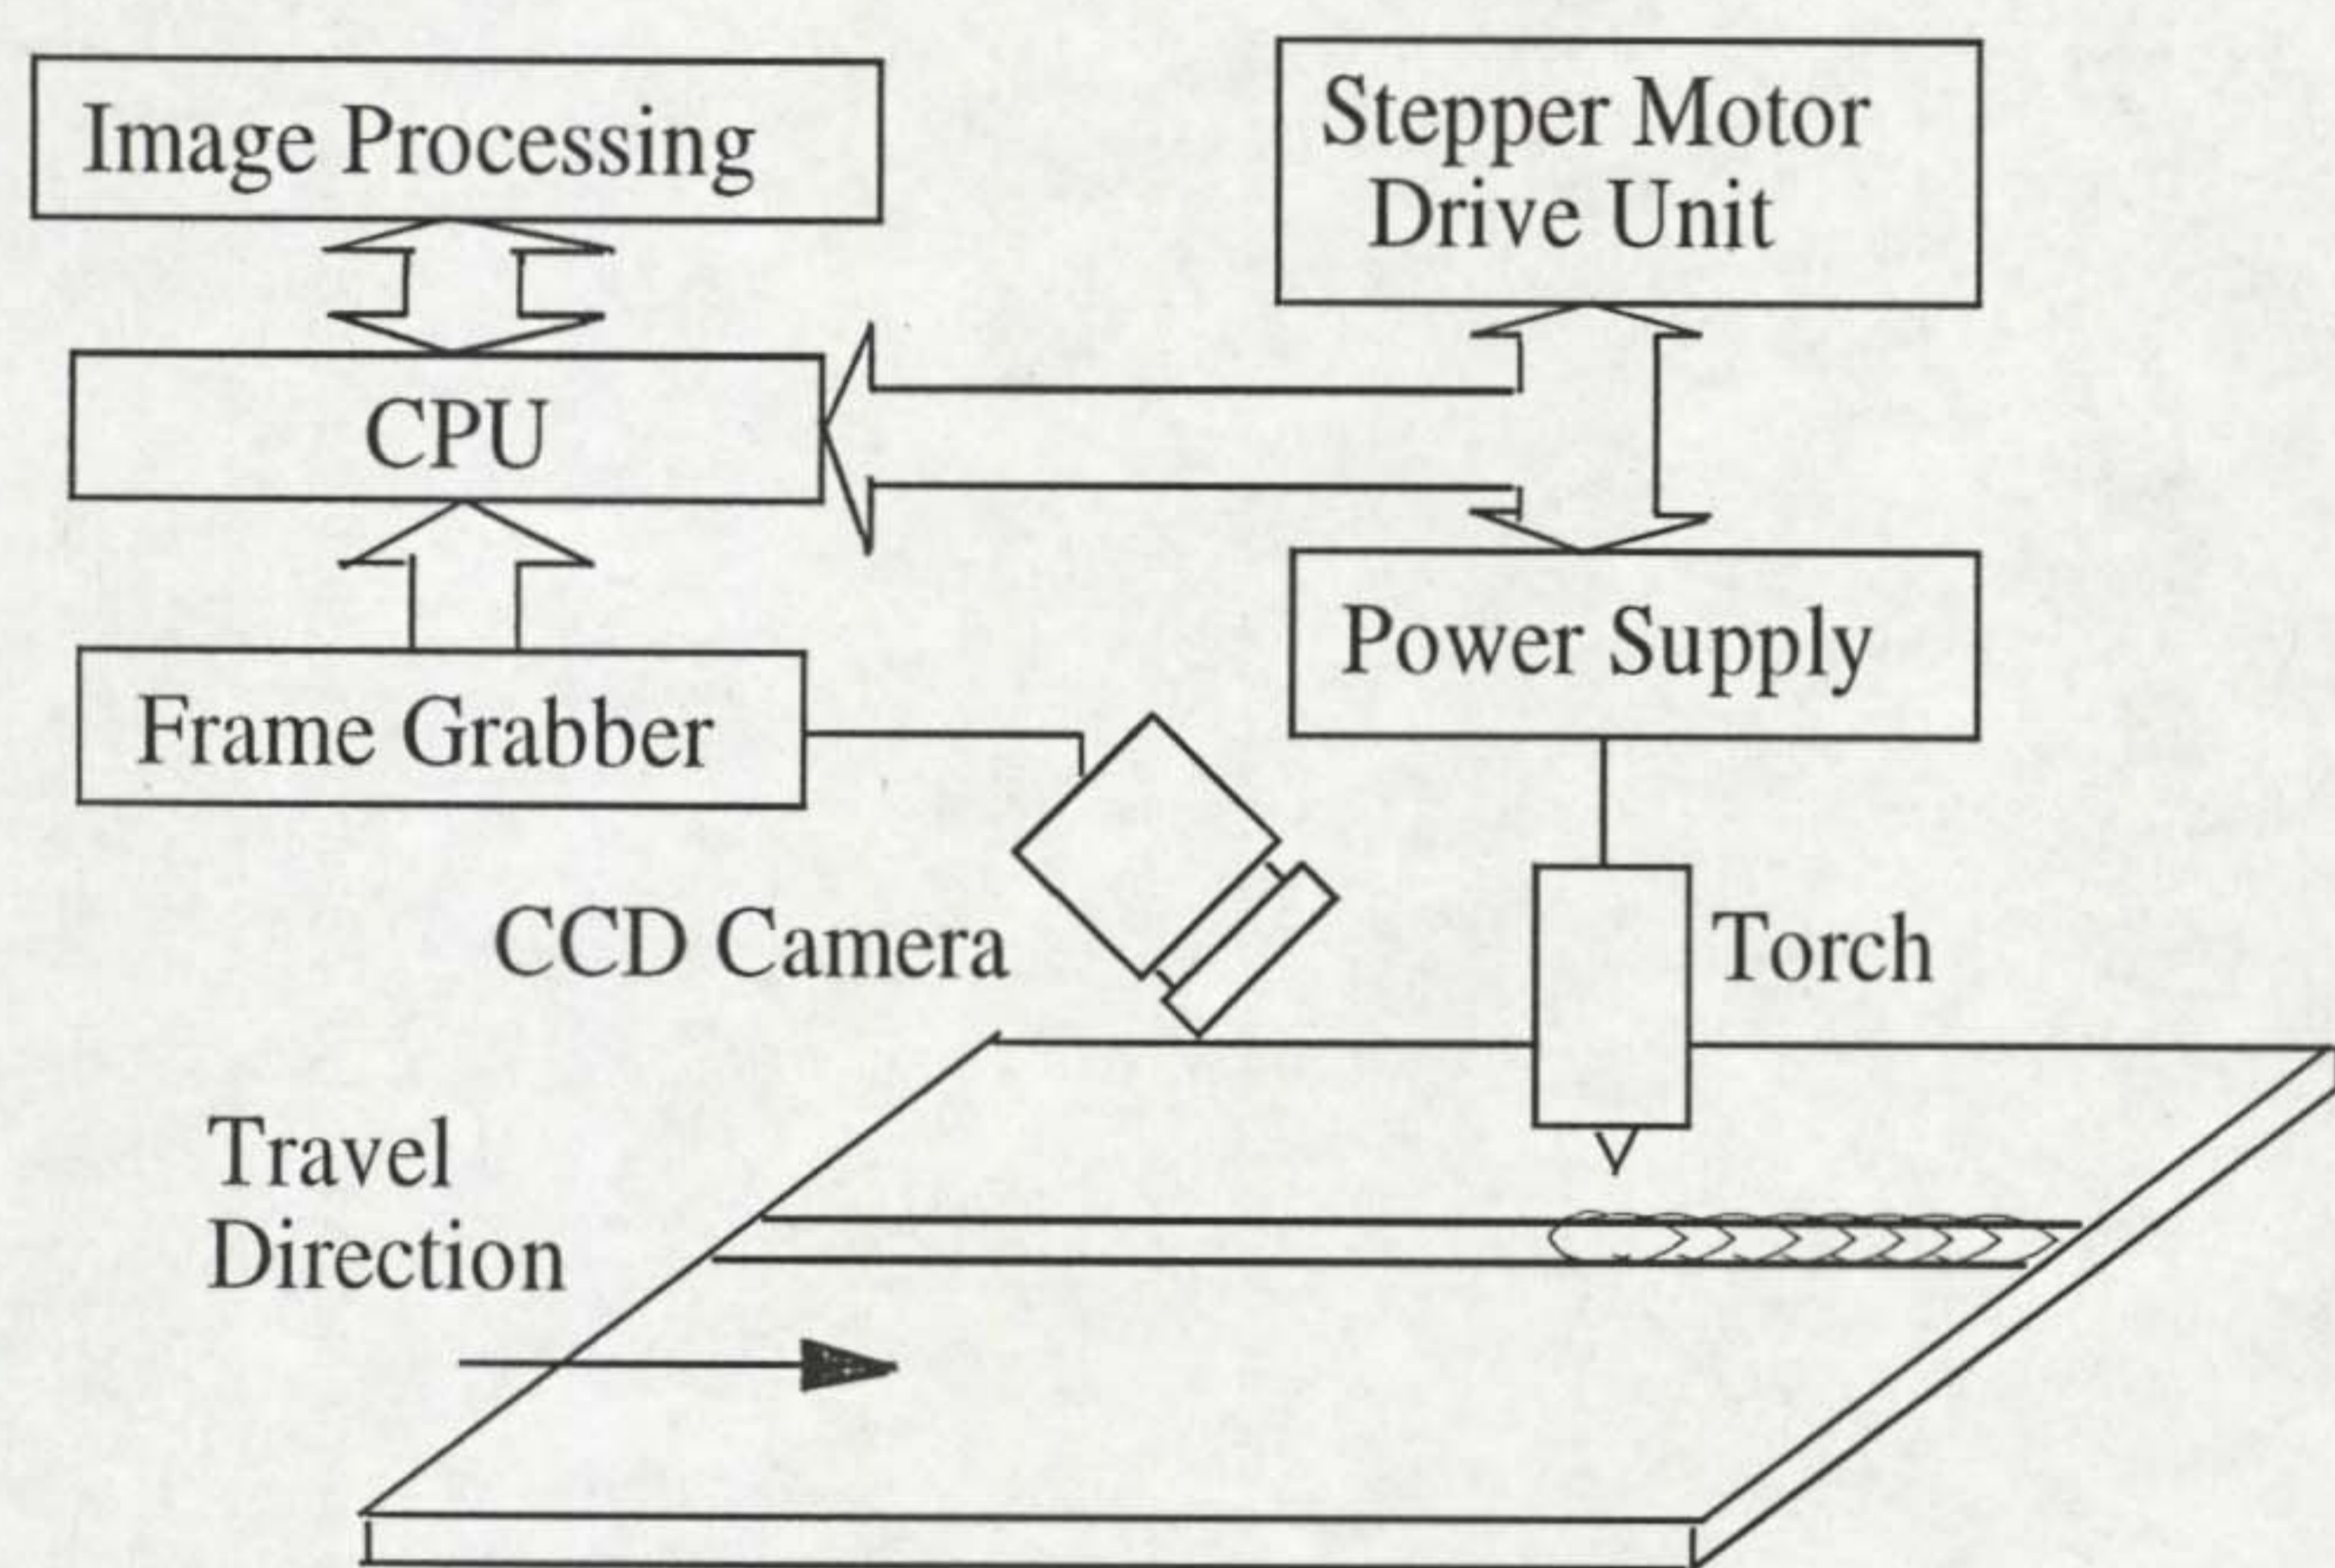 Image Processing
Stepper Motor
Drive Unit
CPU
Power Supply
Frame Grabber
CCD Camera
Torch
Travel
Direction